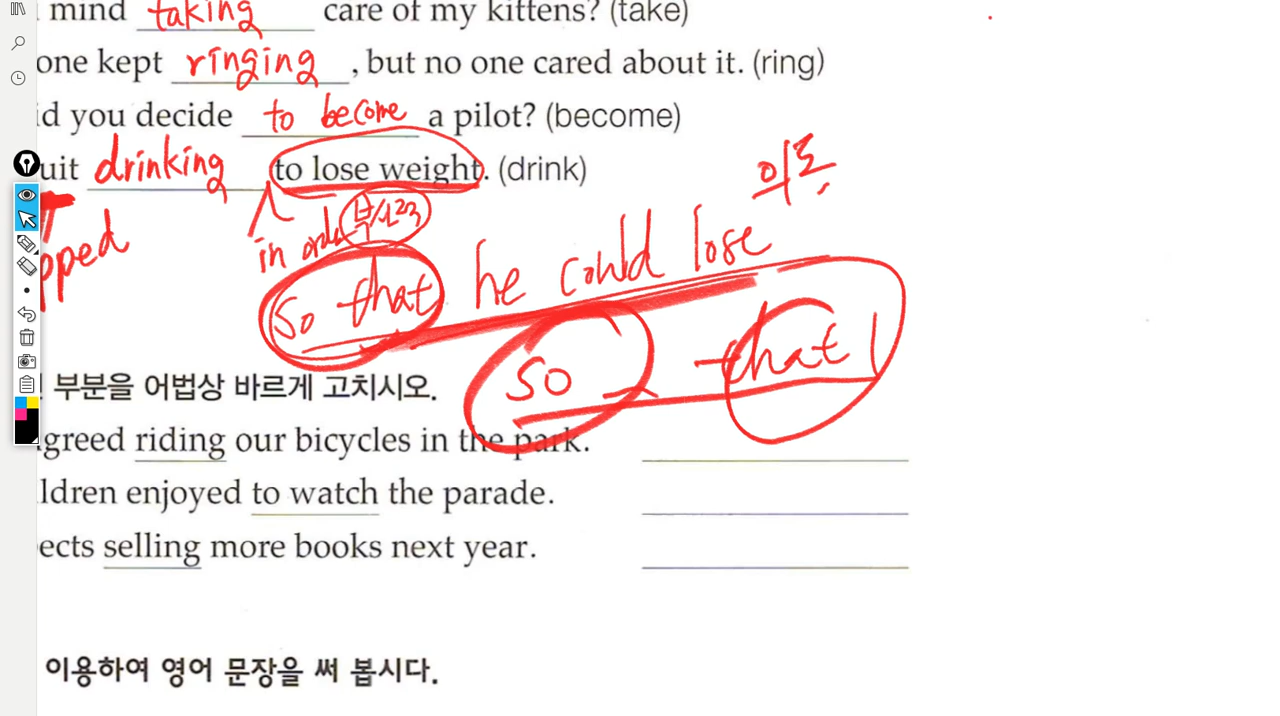 mind taking care of my kittens? (take)
one kept ringing, but no one cared about it. (ring)
id you decide to become a pilot? (become)
uit drinking to lose weight. (drink)
의도
pped
in order
so that he could lose
so that
부분을 어법상 바르게 고치시오.
greed riding our bicycles in the park.
ldren enjoyed to watch the parade.
ects selling more books next year.
이용하여 영어 문장을 써 봅시다.